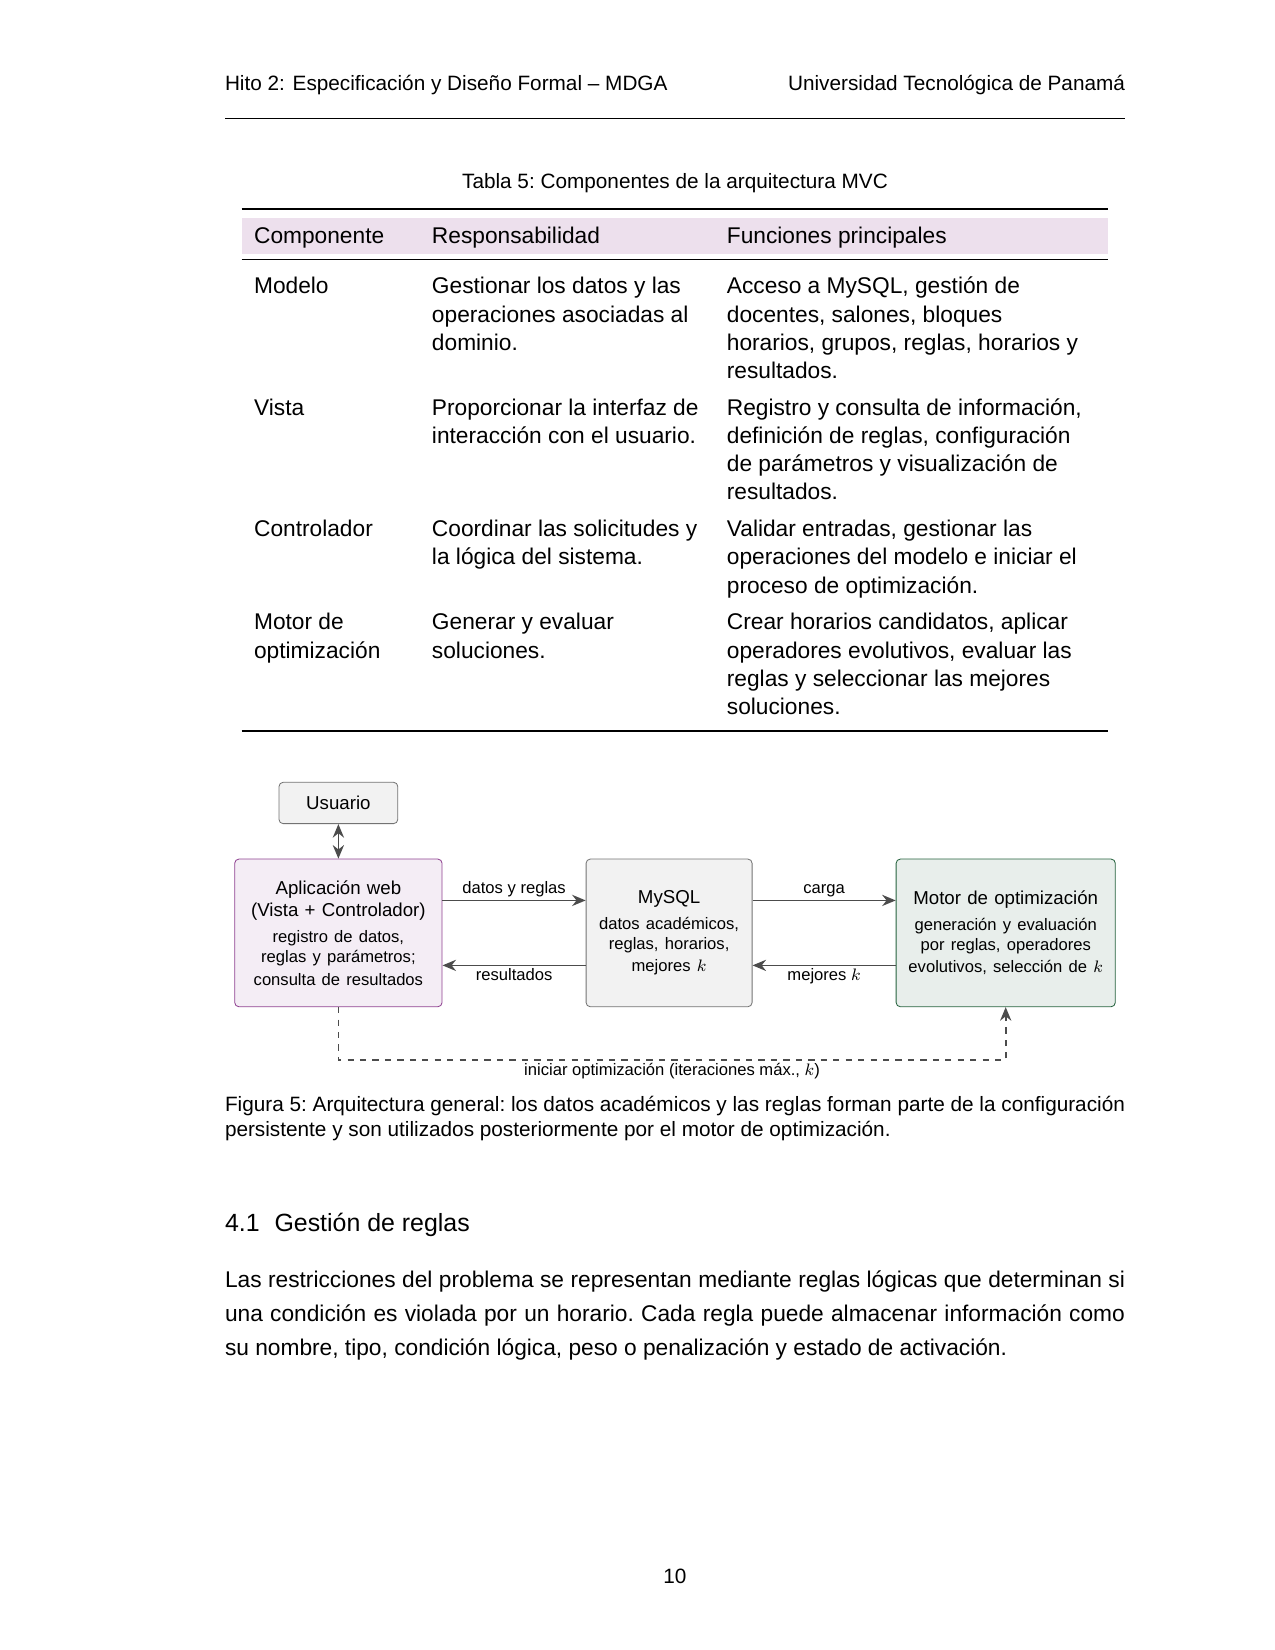 Hito 2: Especificación y Diseño Formal – MDGA Universidad Tecnológica de Panamá
Tabla 5: Componentes de la arquitectura MVC
Componente Responsabilidad Funciones principales
Modelo Gestionar los datos y las Acceso a MySQL, gestión de
operaciones asociadas al docentes, salones, bloques
dominio. horarios, grupos, reglas, horarios y
resultados.
Vista Proporcionar la interfaz de Registro y consulta de información,
interacción con el usuario. definición de reglas, configuración
de parámetros y visualización de
resultados.
Controlador Coordinar las solicitudes y Validar entradas, gestionar las
la lógica del sistema. operaciones del modelo e iniciar el
proceso de optimización.
Motor de Generar y evaluar Crear horarios candidatos, aplicar
optimización soluciones. operadores evolutivos, evaluar las
reglas y seleccionar las mejores
soluciones.
Usuario
Aplicación web
(Vista + Controlador)
registro de datos,
reglas y parámetros;
consulta de resultados
datos y reglas
resultados
MySQL
datos académicos,
reglas, horarios,
mejores k
carga
mejores k
Motor de optimización
generación y evaluación
por reglas, operadores
evolutivos, selección de k
iniciar optimización (iteraciones máx., k)
Figura 5: Arquitectura general: los datos académicos y las reglas forman parte de la configuración
persistente y son utilizados posteriormente por el motor de optimización.
4.1 Gestión de reglas
Las restricciones del problema se representan mediante reglas lógicas que determinan si
una condición es violada por un horario. Cada regla puede almacenar información como
su nombre, tipo, condición lógica, peso o penalización y estado de activación.
10